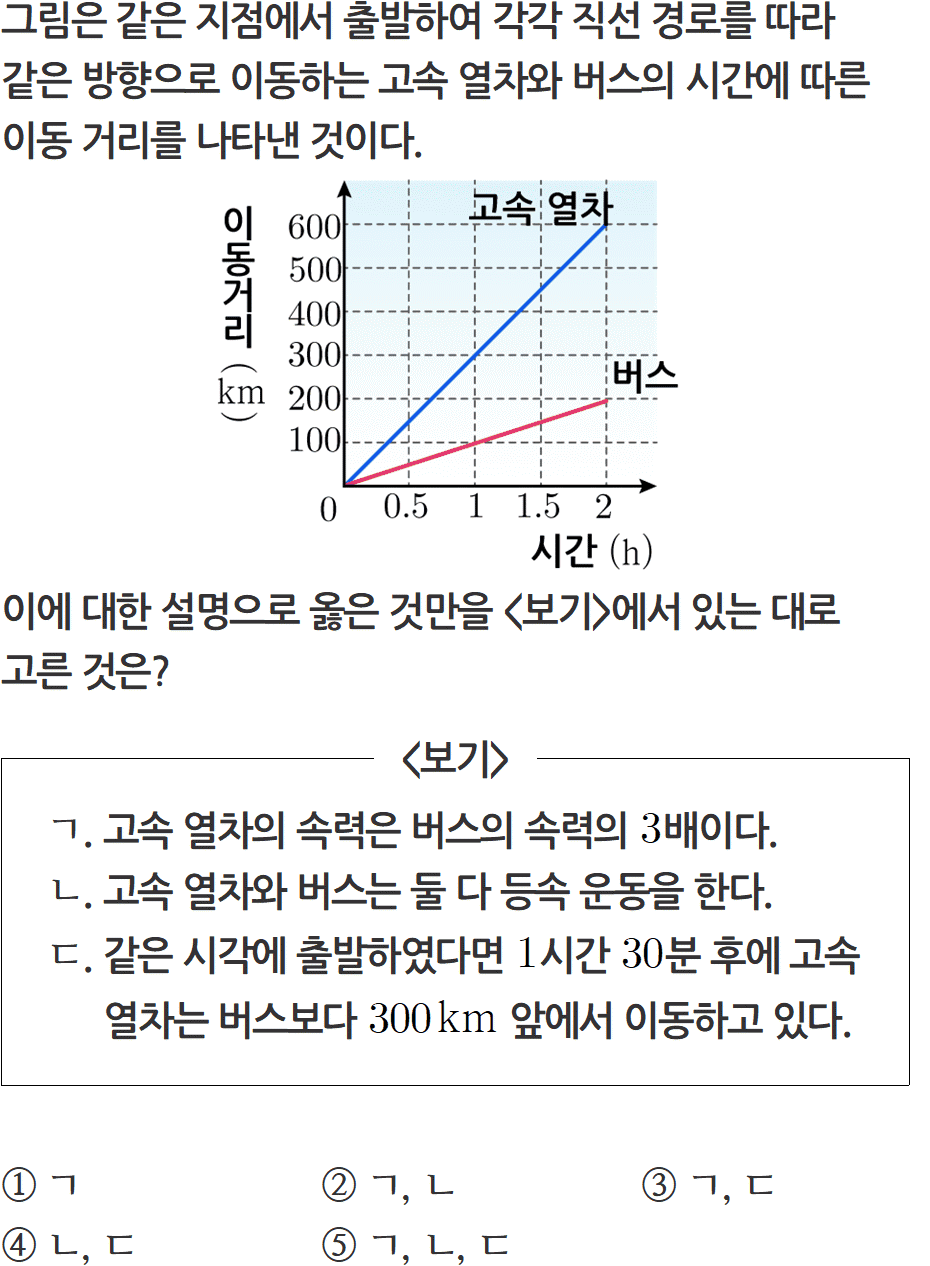 그림은 같은 지점에서 출발하여 각각 직선 경로를 따라
같은 방향으로 이동하는 고속 열차와 버스의 시간에 따른
이동 거리를 나타낸 것이다.
이동거리 (km)
고속 열차
600
500
400
300
버스
200
100
0 0.5 1 1.5 2
시간 (h)
이에 대한 설명으로 옳은 것만을 <보기>에서 있는 대로
고른 것은?
<보기>
ㄱ. 고속 열차의 속력은 버스의 속력의 3배이다.
ㄴ. 고속 열차와 버스는 둘 다 등속 운동을 한다.
ㄷ. 같은 시각에 출발하였다면 1시간 30분 후에 고속
열차는 버스보다 300 km 앞에서 이동하고 있다.
① ㄱ ② ㄱ, ㄴ ③ ㄱ, ㄷ
④ ㄴ, ㄷ ⑤ ㄱ, ㄴ, ㄷ